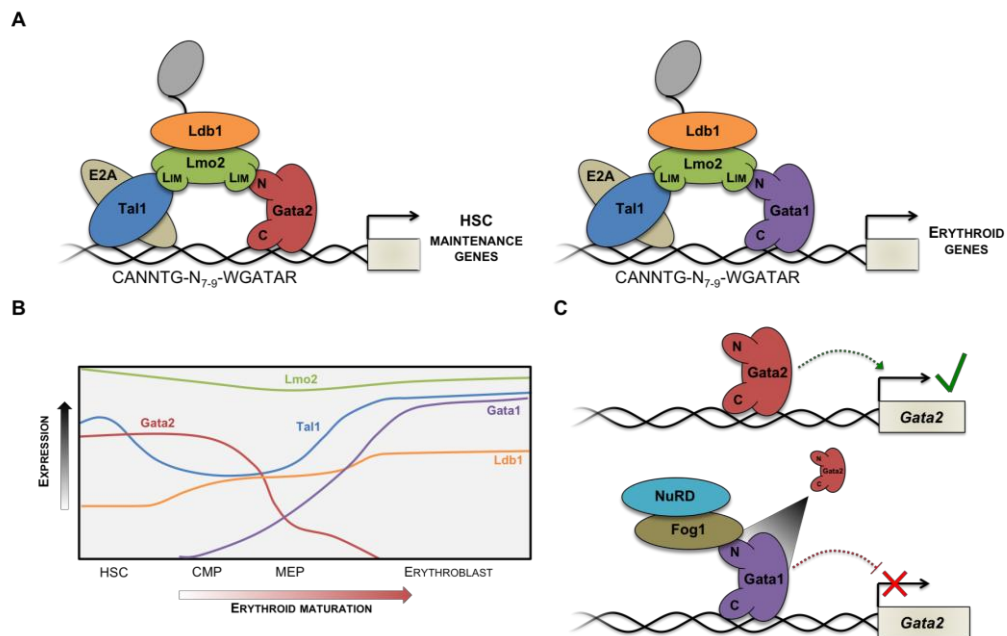 A
Ldb1
Lmo2
LIM LIM
E2A
Tal1
N
Gata2
C
HSC
MAINTENANCE
GENES
CANNTG-N7-9-WGATAR
Ldb1
Lmo2
LIM LIM
E2A
Tal1
N
Gata1
C
ERYTHROID
GENES
CANNTG-N7-9-WGATAR
B
EXPRESSION
Lmo2
Gata2
Tal1
Gata1
Ldb1
HSC CMP MEP ERYTHROBLAST
ERYTHROID MATURATION
C
N
Gata2
C
Gata2
N
Gata2
C
NuRD
Fog1
N
Gata1
C
Gata2